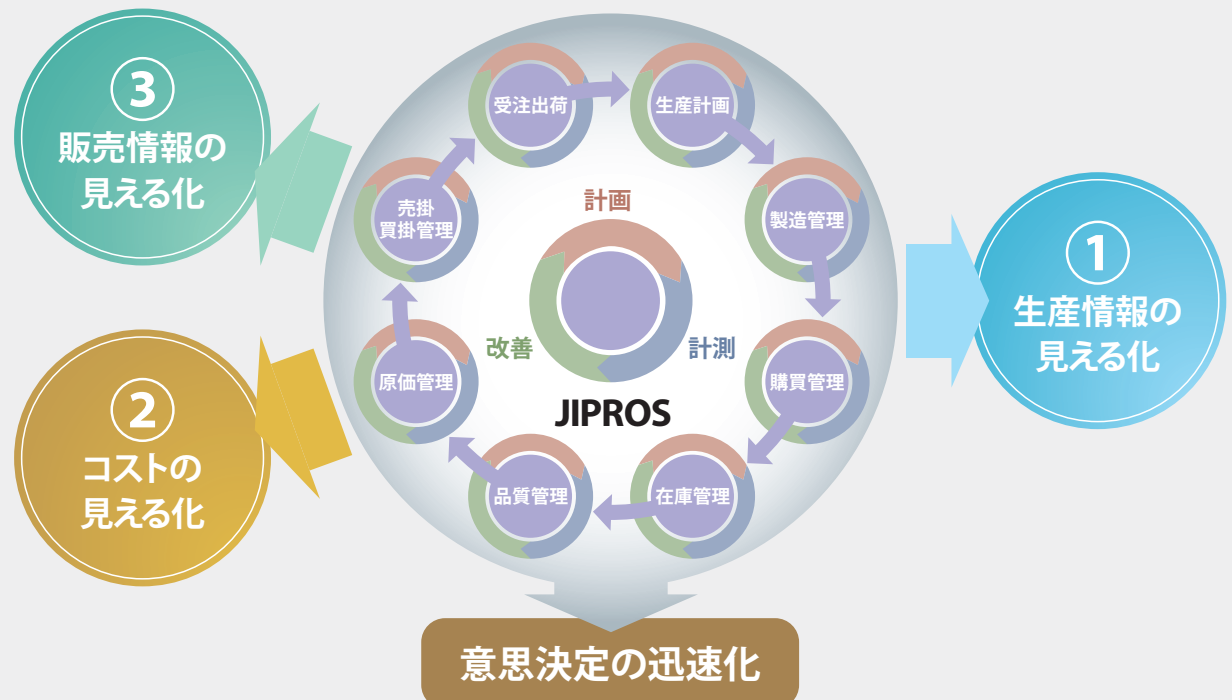 ③
販売情報の
見える化
②
コストの
見える化
①
生産情報の
見える化
受注出荷
生産計画
製造管理
購買管理
在庫管理
品質管理
原価管理
売掛
買掛管理
計画
計測
改善
JIPROS
意思決定の迅速化